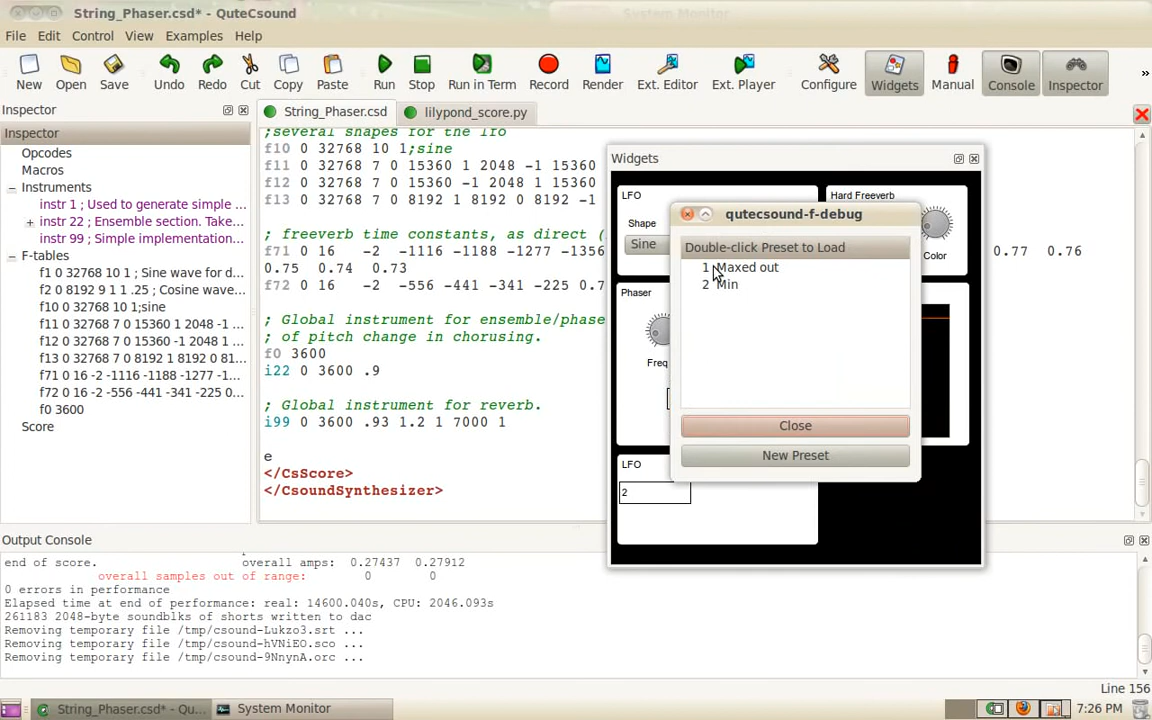 String_Phaser.csd* - QuteCsound
System Monitor
File Edit Control View Examples Help
New Open Save Undo Redo Cut Copy Paste Run Stop Run in Term Record Render Ext. Editor Ext. Player Configure Widgets Manual Console Inspector »
Inspector
String_Phaser.csd lilypond_score.py
Inspector
Opcodes
Macros
Instruments
instr 1 ; Used to generate simple ...
instr 22 ; Ensemble section. Take...
instr 99 ; Simple implementation...
F-tables
f1 0 32768 10 1 ; Sine wave for d...
f2 0 8192 9 1 1 .25 ; Cosine wave...
f10 0 32768 10 1;sine
f11 0 32768 7 0 15360 1 2048 -1 ...
f12 0 32768 7 0 15360 -1 2048 1 ...
f13 0 32768 7 0 8192 1 8192 0 81...
f71 0 16 -2 -1116 -1188 -1277 -1...
f72 0 16 -2 -556 -441 -341 -225 0...
f0 3600
Score
;several shapes for the lfo
f10 0 32768 10 1;sine
f11 0 32768 7 0 15360 1 2048 -1 15360
f12 0 32768 7 0 15360 -1 2048 1 15360
f13 0 32768 7 0 8192 1 8192 0 8192 -1
; freeverb time constants, as direct (
f71 0 16 -2 -1116 -1188 -1277 -1356 0.77 0.76
0.75 0.74 0.73
f72 0 16 -2 -556 -441 -341 -225 0.7
; Global instrument for ensemble/phase
; of pitch change in chorusing.
f0 3600
i22 0 3600 .9
; Global instrument for reverb.
i99 0 3600 .93 1.2 1 7000 1
e
</CsScore>
</CsoundSynthesizer>
Widgets
LFO
Hard Freeverb
Shape
Sine
Color
Phaser
Freq
LFO
2
qutecsound-f-debug
Double-click Preset to Load
1 Maxed out
2 Min
Close
New Preset
Output Console
end of score. overall amps: 0.27437 0.27912
overall samples out of range: 0 0
0 errors in performance
Elapsed time at end of performance: real: 14600.040s, CPU: 2046.093s
261183 2048-byte soundblks of shorts written to dac
Removing temporary file /tmp/csound-Lukzo3.srt ...
Removing temporary file /tmp/csound-hVNiEO.sco ...
Removing temporary file /tmp/csound-9NnynA.orc ...
Line 156
String_Phaser.csd* - Qu... System Monitor 7:26 PM